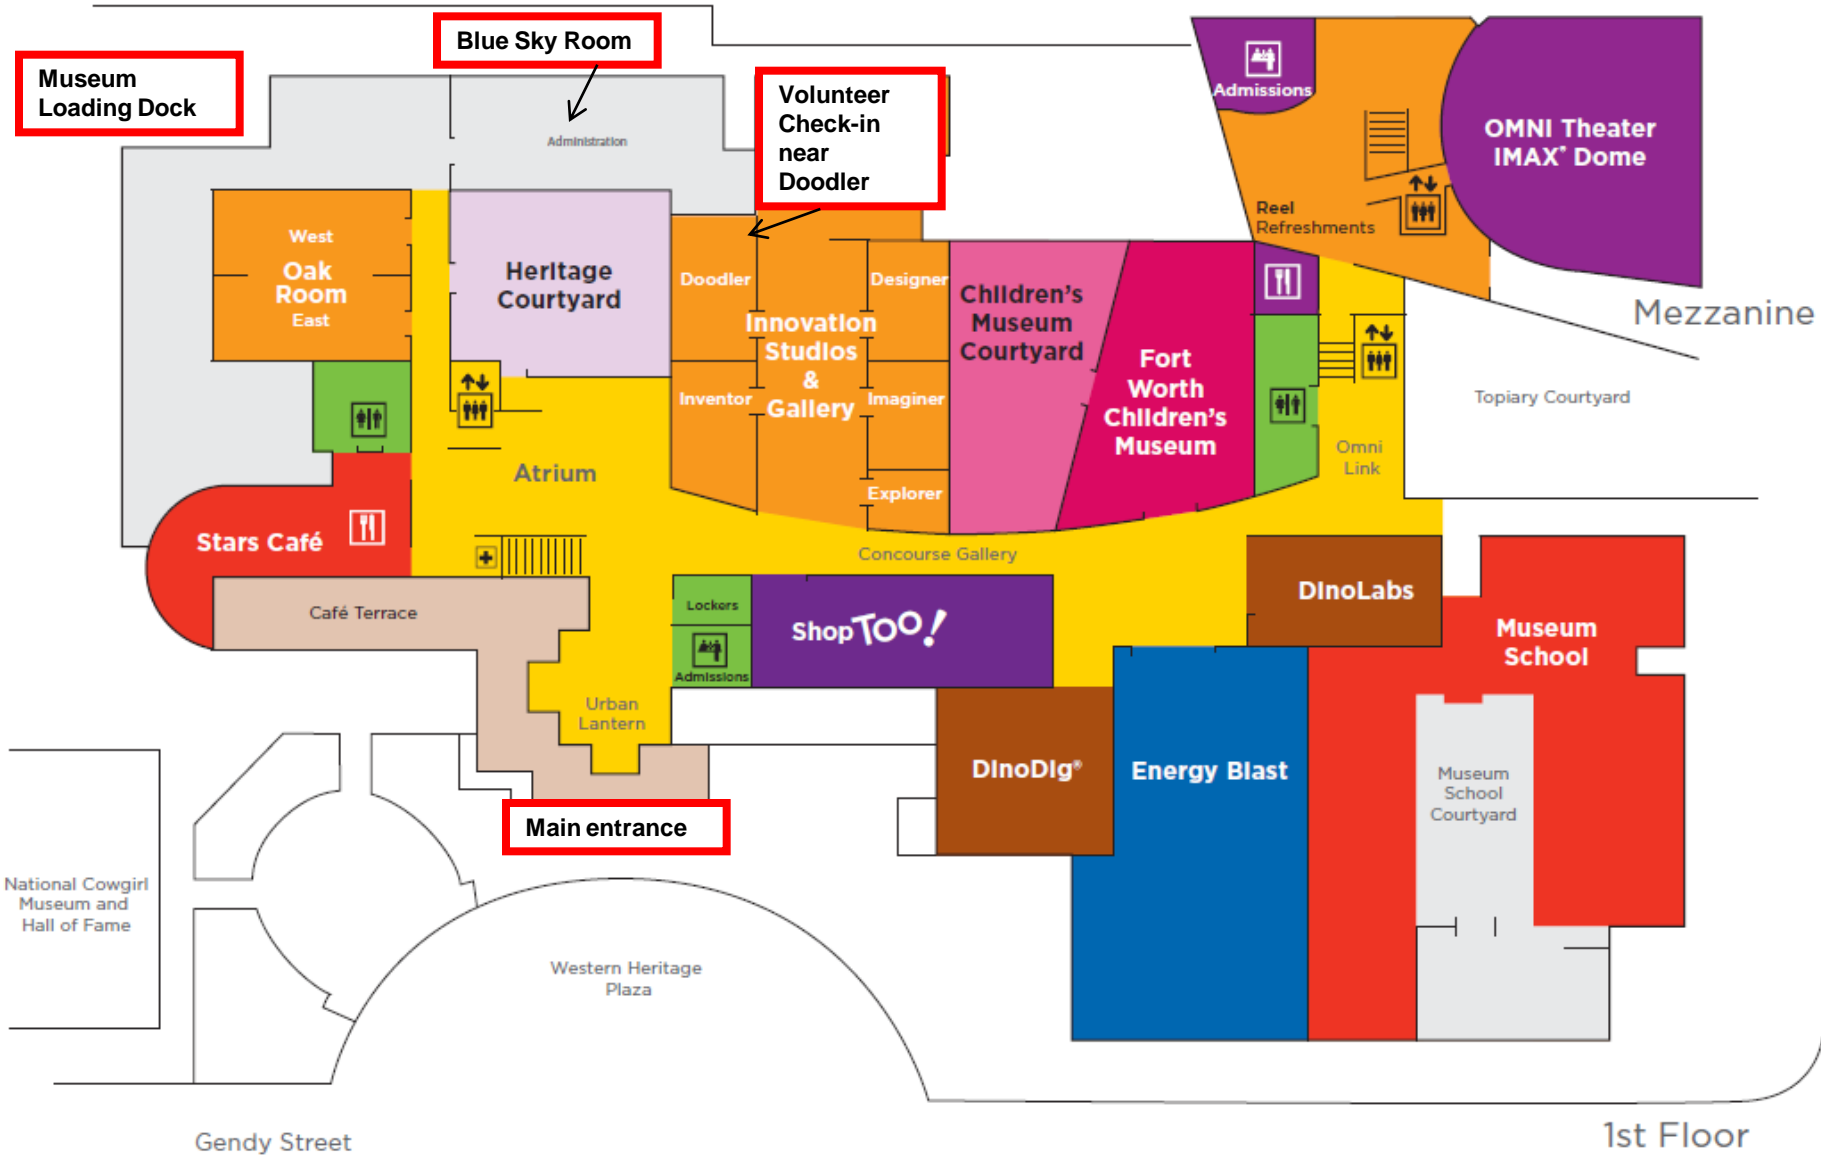 Blue Sky Room
Museum
Loading Dock
Volunteer
Check-in
near
Doodler
Administration
Admissions
OMNI Theater
IMAX® Dome
Reel
Refreshments
Mezzanine
West
Oak
Room
East
Heritage
Courtyard
Doodler
Designer
Innovation
Studios
&
Gallery
Inventor
Imaginer
Explorer
Children's
Museum
Courtyard
Fort
Worth
Children's
Museum
Topiary Courtyard
Omni
Link
Atrium
Stars Café
Concourse Gallery
Café Terrace
Lockers
Admissions
Shop TOO!
DinoLabs
Museum
School
Urban
Lantern
DinoDig®
Energy Blast
Museum
School
Courtyard
Main entrance
National Cowgirl
Museum and
Hall of Fame
Western Heritage
Plaza
Gendy Street
1st Floor